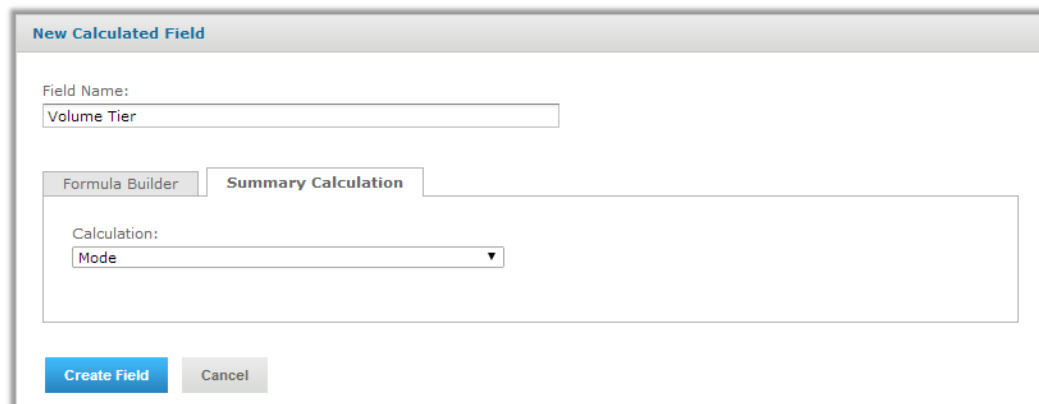 New Calculated Field
Field Name:
Volume Tier
Formula Builder Summary Calculation
Calculation:
Mode
Create Field Cancel